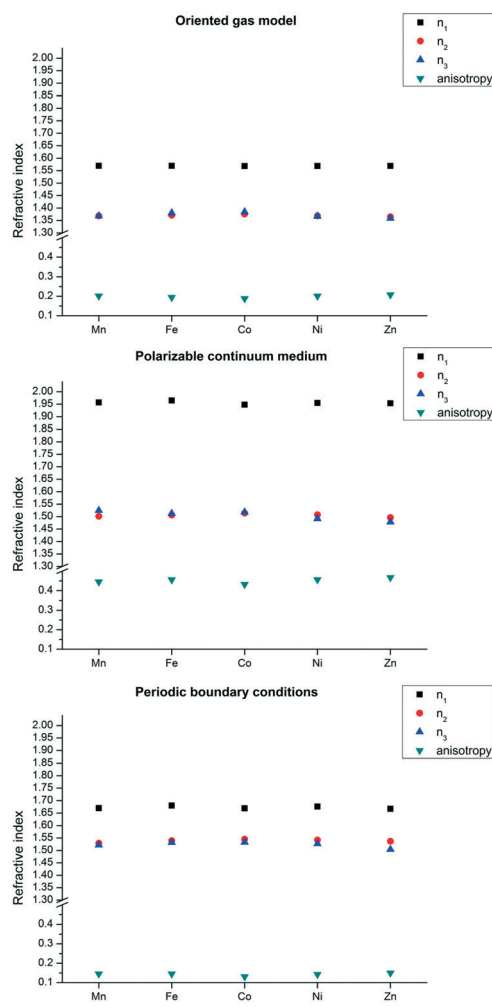 Oriented gas model
n₁
n₂
n₃
anisotropy
2.00
1.95
1.90
1.85
1.80
1.75
1.70
1.65
1.60
1.55
1.50
1.45
1.40
1.35
1.30
0.4
0.3
0.2
0.1
Refractive index
Mn Fe Co Ni Zn
Polarizable continuum medium
n₁
n₂
n₃
anisotropy
2.00
1.95
1.90
1.85
1.80
1.75
1.70
1.65
1.60
1.55
1.50
1.45
1.40
1.35
1.30
0.4
0.3
0.2
0.1
Refractive index
Mn Fe Co Ni Zn
Periodic boundary conditions
n₁
n₂
n₃
anisotropy
2.00
1.95
1.90
1.85
1.80
1.75
1.70
1.65
1.60
1.55
1.50
1.45
1.40
1.35
1.30
0.4
0.3
0.2
0.1
Refractive index
Mn Fe Co Ni Zn